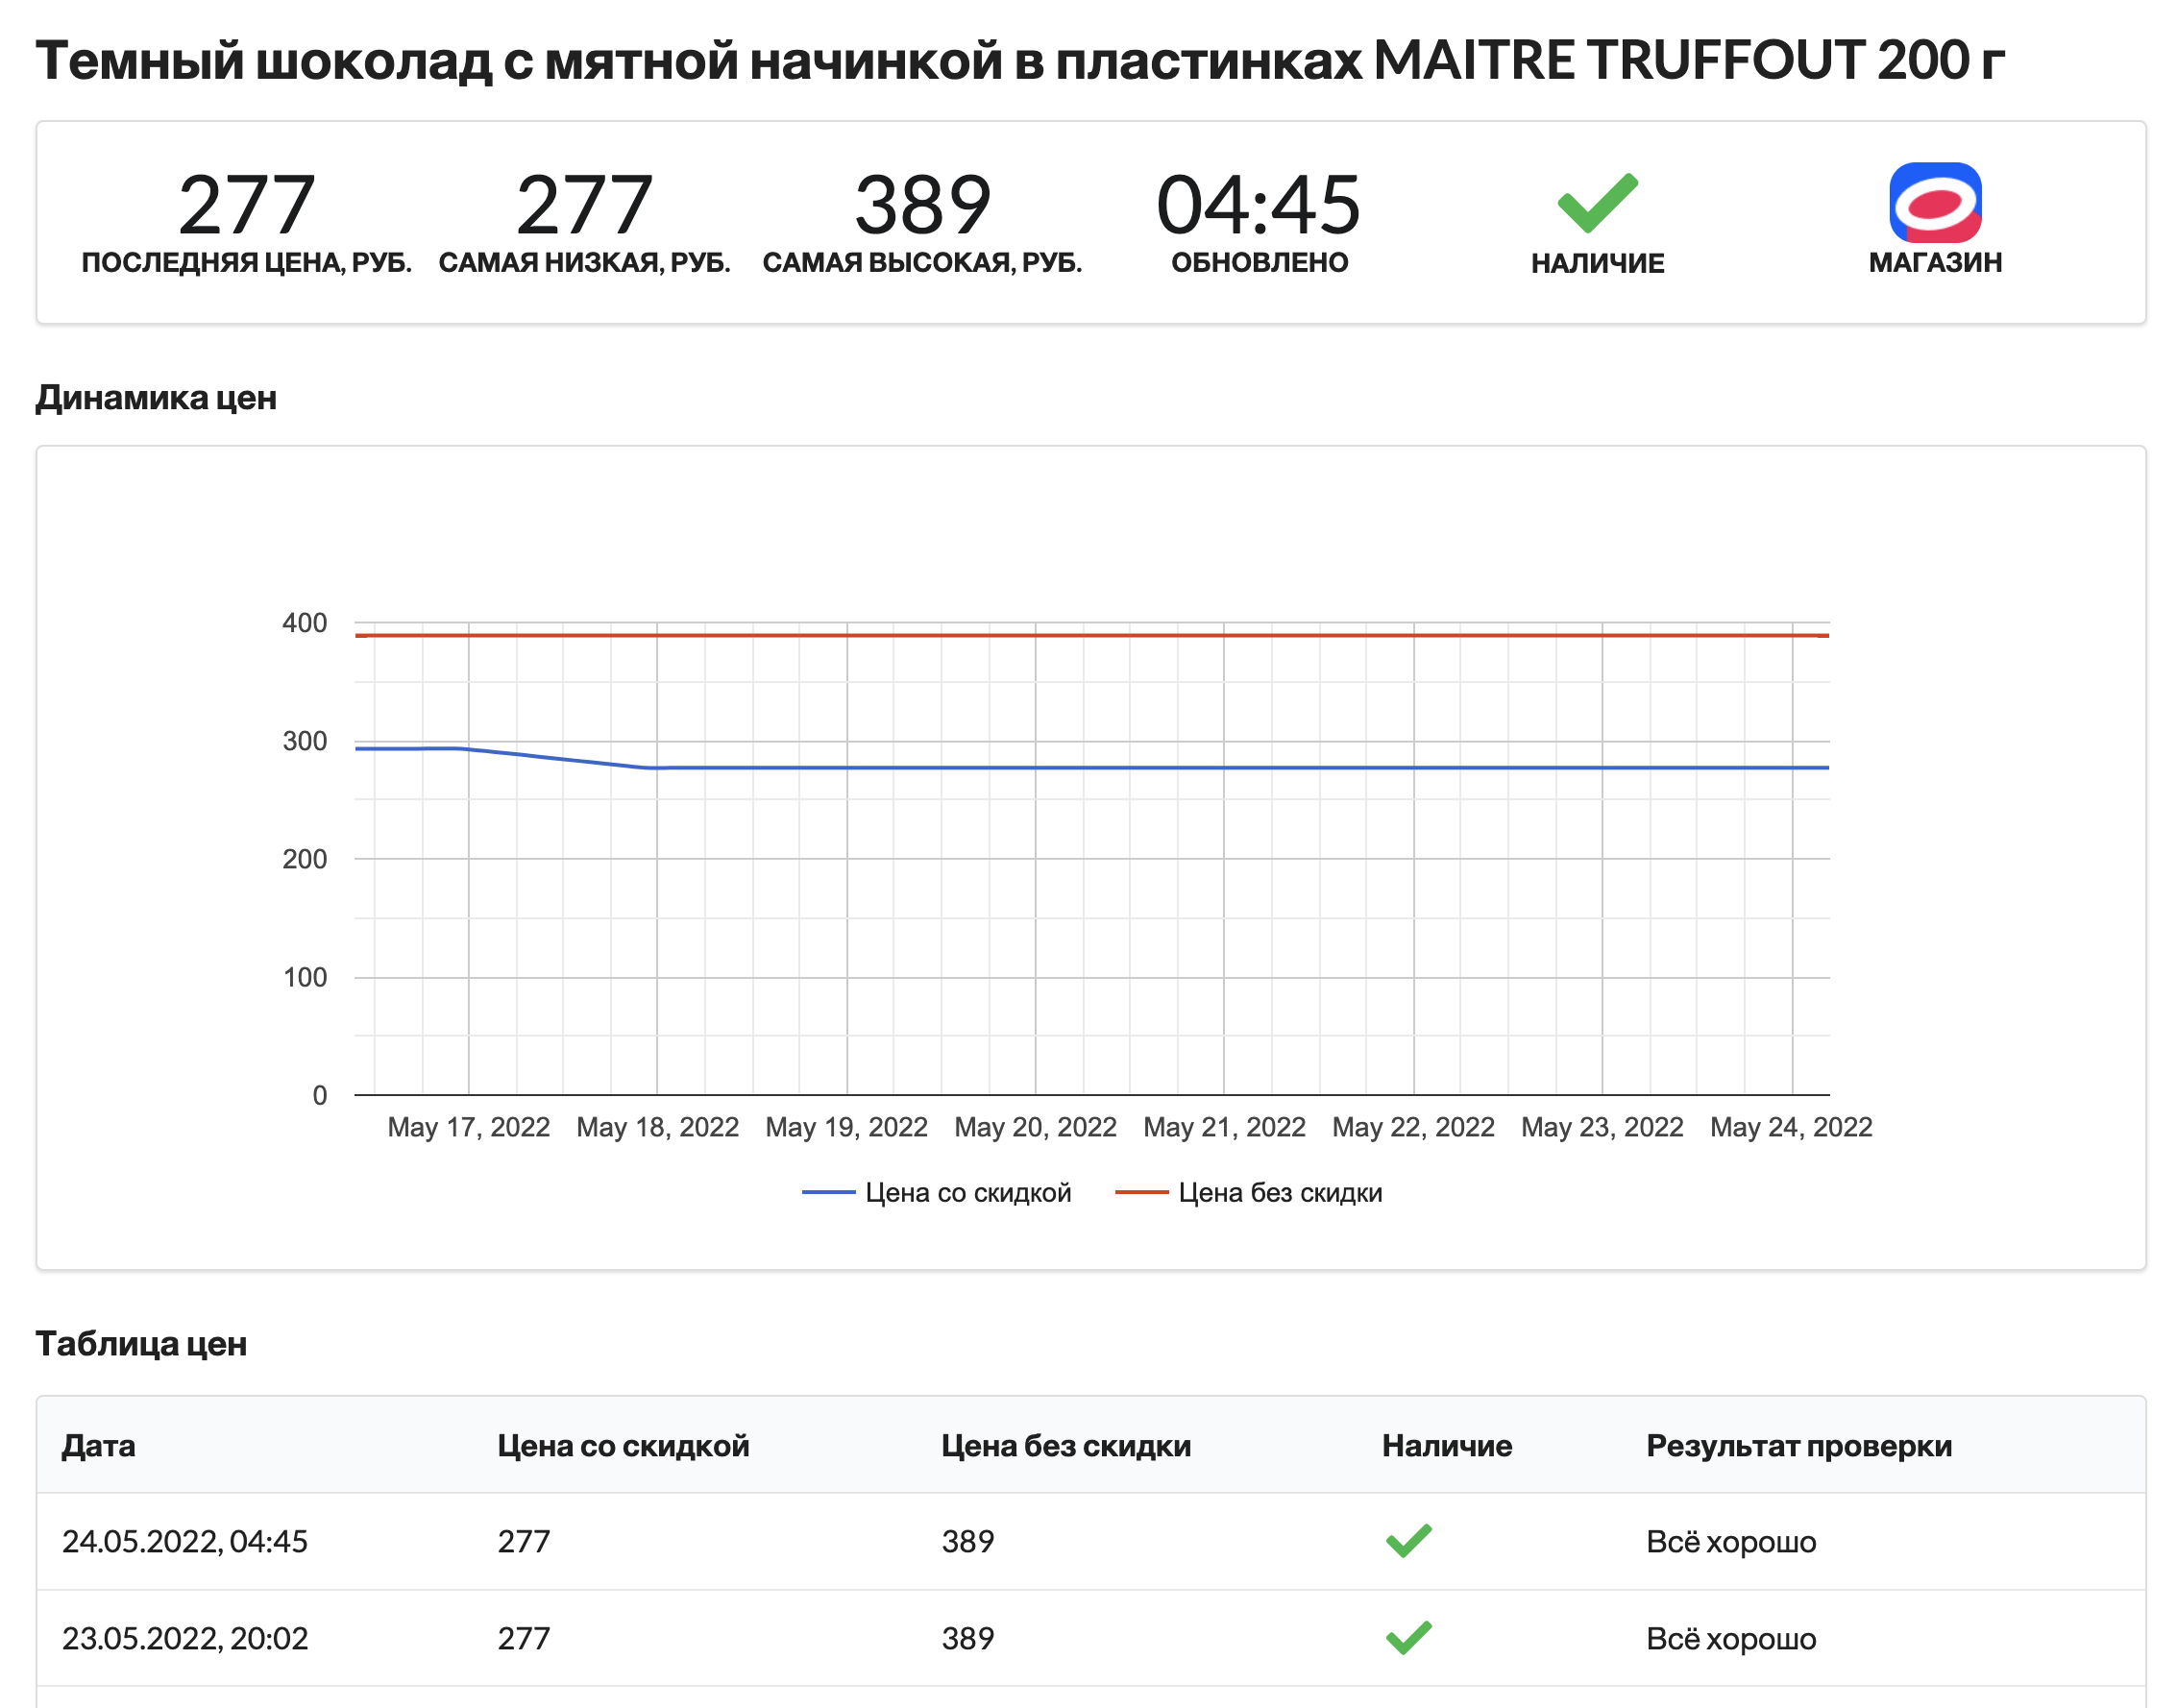 Темный шоколад с мятной начинкой в пластинках MAITRE TRUFFOUT 200 г
277 277 389 04:45
ПОСЛЕДНЯЯ ЦЕНА, РУБ. САМАЯ НИЗКАЯ, РУБ. САМАЯ ВЫСОКАЯ, РУБ. ОБНОВЛЕНО НАЛИЧИЕ МАГАЗИН
Динамика цен
400
300
200
100
0
May 17, 2022 May 18, 2022 May 19, 2022 May 20, 2022 May 21, 2022 May 22, 2022 May 23, 2022 May 24, 2022
Цена со скидкой Цена без скидки
Таблица цен
Дата Цена со скидкой Цена без скидки Наличие Результат проверки
24.05.2022, 04:45 277 389 Всё хорошо
23.05.2022, 20:02 277 389 Всё хорошо